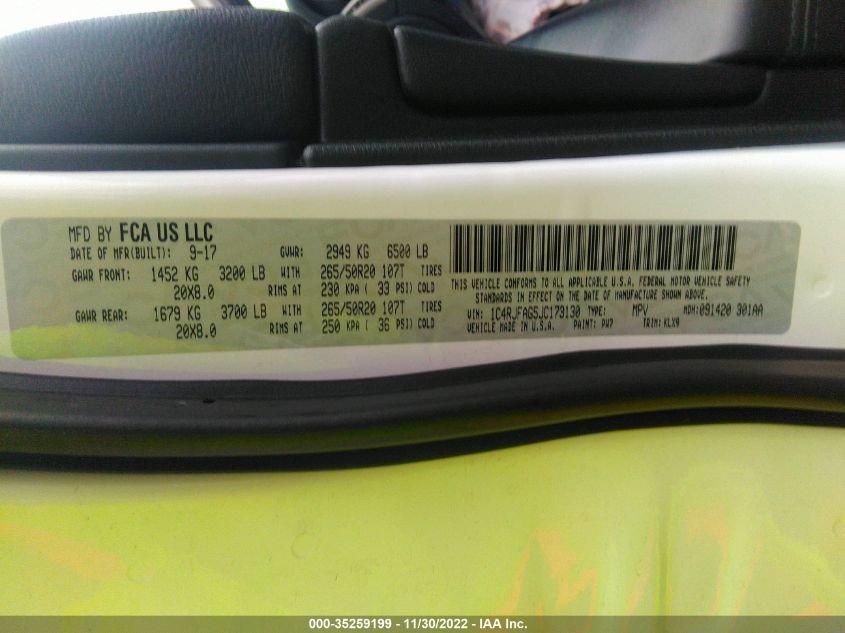 MFD BY FCA US LLC
DATE OF MFR(BUILT): 9-17 GVWR: 2949 KG 6500 LB
GAWR FRONT: 1452 KG 3200 LB WITH 265/50R20 107T TIRES
20X8.0 RIMS AT 230 KPA ( 33 PSI) COLD
GAWR REAR: 1679 KG 3700 LB WITH 265/50R20 107T TIRES
20X8.0 RIMS AT 250 KPA ( 36 PSI) COLD
THIS VEHICLE CONFORMS TO ALL APPLICABLE U.S.A. FEDERAL MOTOR VEHICLE SAFETY
STANDARDS IN EFFECT ON THE DATE OF MANUFACTURE SHOWN ABOVE.
VIN: 1C4RJFAG5JC173130 TYPE: MPV MDH:091420 301AA
VEHICLE MADE IN U.S.A. PAINT: PW7 TRIM: KLX9
000-35259199 - 11/30/2022 - IAA Inc.